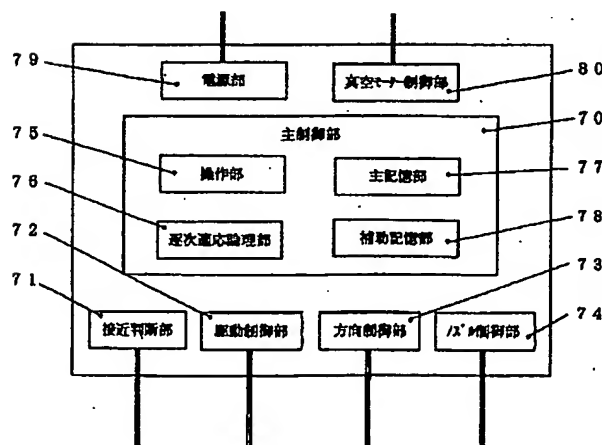 79
電源部
真空ﾓｰﾀｰ制御部
80
70
主制御部
75
操作部
主記憶部
77
76
逐次適応論理部
補助記憶部
78
72
73
71
接近判断部
駆動制御部
方向制御部
ﾉｽﾞﾙ制御部
74